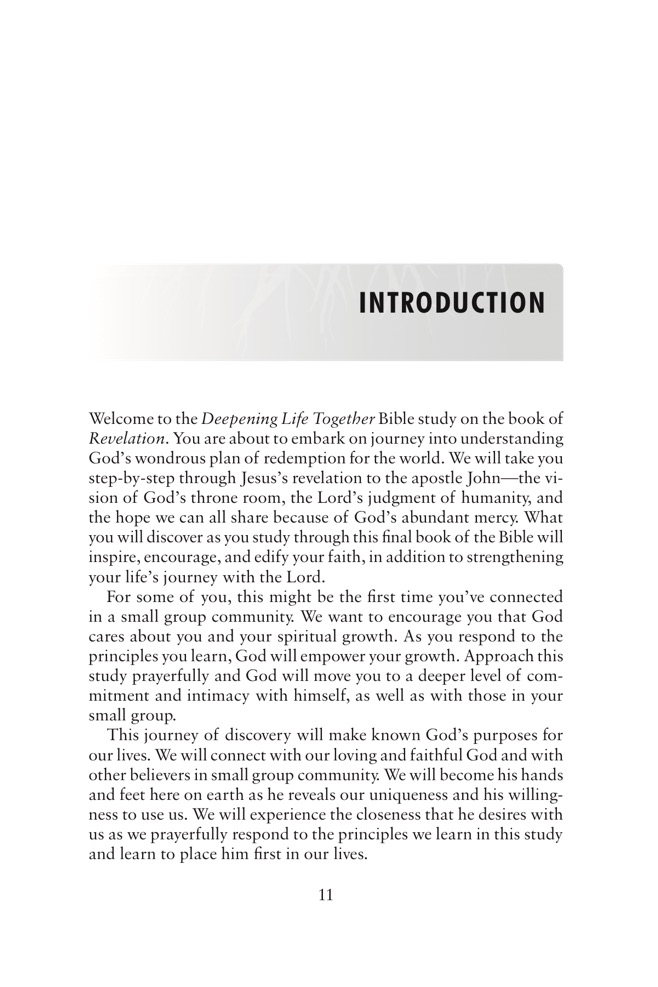 INTRODUCTION
Welcome to the Deepening Life Together Bible study on the book of
Revelation. You are about to embark on journey into understanding
God’s wondrous plan of redemption for the world. We will take you
step-by-step through Jesus’s revelation to the apostle John—the vi-
sion of God’s throne room, the Lord’s judgment of humanity, and
the hope we can all share because of God’s abundant mercy. What
you will discover as you study through this final book of the Bible will
inspire, encourage, and edify your faith, in addition to strengthening
your life’s journey with the Lord.
For some of you, this might be the first time you’ve connected
in a small group community. We want to encourage you that God
cares about you and your spiritual growth. As you respond to the
principles you learn, God will empower your growth. Approach this
study prayerfully and God will move you to a deeper level of com-
mitment and intimacy with himself, as well as with those in your
small group.
This journey of discovery will make known God’s purposes for
our lives. We will connect with our loving and faithful God and with
other believers in small group community. We will become his hands
and feet here on earth as he reveals our uniqueness and his willing-
ness to use us. We will experience the closeness that he desires with
us as we prayerfully respond to the principles we learn in this study
and learn to place him first in our lives.
11